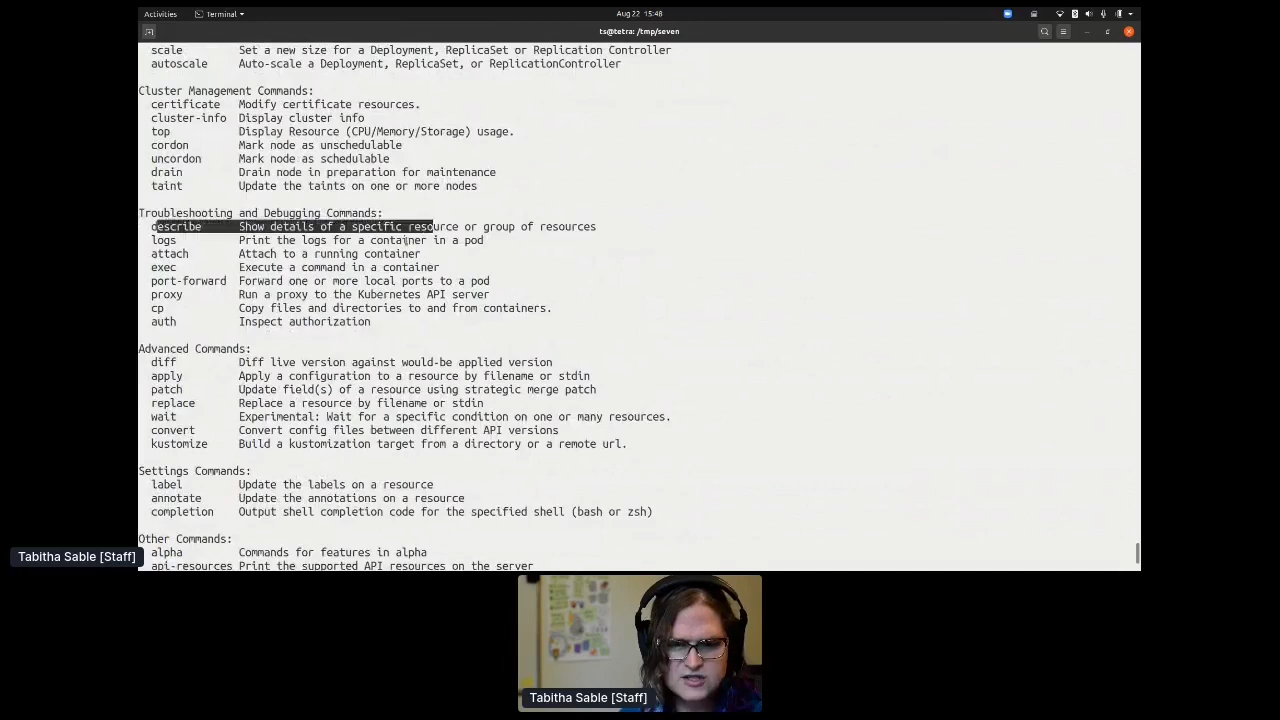 Activities Terminal Aug 22 15:48
ts@tetra: /tmp/seven
scale Set a new size for a Deployment, ReplicaSet or Replication Controller
autoscale Auto-scale a Deployment, ReplicaSet, or ReplicationController
Cluster Management Commands:
certificate Modify certificate resources.
cluster-info Display cluster info
top Display Resource (CPU/Memory/Storage) usage.
cordon Mark node as unschedulable
uncordon Mark node as schedulable
drain Drain node in preparation for maintenance
taint Update the taints on one or more nodes
Troubleshooting and Debugging Commands:
describe Show details of a specific resource or group of resources
logs Print the logs for a container in a pod
attach Attach to a running container
exec Execute a command in a container
port-forward Forward one or more local ports to a pod
proxy Run a proxy to the Kubernetes API server
cp Copy files and directories to and from containers.
auth Inspect authorization
Advanced Commands:
diff Diff live version against would-be applied version
apply Apply a configuration to a resource by filename or stdin
patch Update field(s) of a resource using strategic merge patch
replace Replace a resource by filename or stdin
wait Experimental: Wait for a specific condition on one or many resources.
convert Convert config files between different API versions
kustomize Build a kustomization target from a directory or a remote url.
Settings Commands:
label Update the labels on a resource
annotate Update the annotations on a resource
completion Output shell completion code for the specified shell (bash or zsh)
Other Commands:
alpha Commands for features in alpha
api-resources Print the supported API resources on the server
Tabitha Sable [Staff]
Tabitha Sable [Staff]